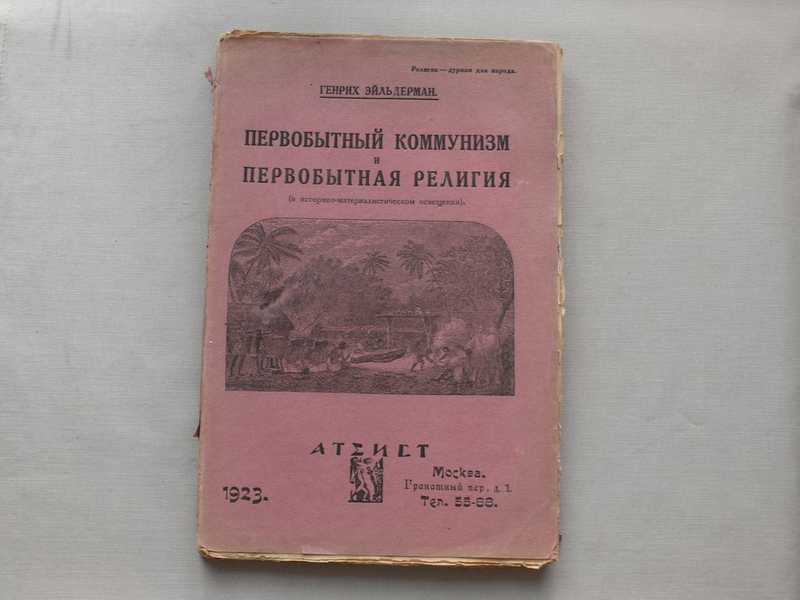 Религия — дурман для народа.
ГЕНРИХ ЭЙЛЬДЕРМАН.
ПЕРВОБЫТНЫЙ КОММУНИЗМ
и
ПЕРВОБЫТНАЯ РЕЛИГИЯ
(в историко-материалистическом освещении).
АТЕИСТ
Москва.
1923.
Гранатный пер., д. 1.
Тел. 55-88.